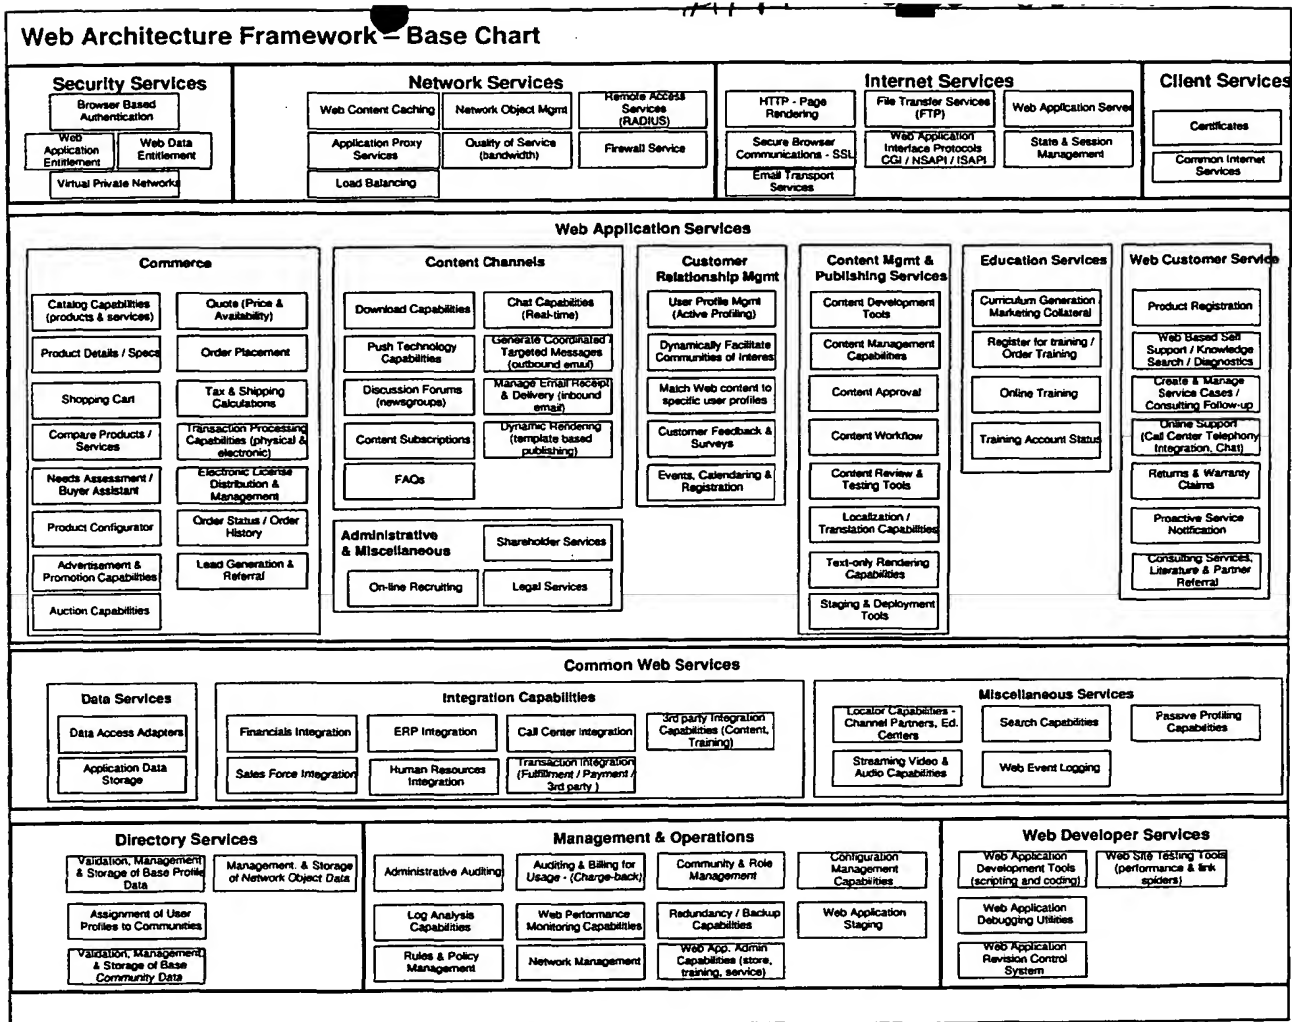 Web Architecture Framework – Base Chart
Security Services
Browser Based
Authentication
Web
Application
Entitlement
Web Data
Entitlement
Virtual Private Networks
Network Services
Web Content Caching
Network Object Mgmt
Remote Access
Services
(RADIUS)
Application Proxy
Services
Quality of Service
(bandwidth)
Firewall Service
Load Balancing
Internet Services
HTTP - Page
Rendering
File Transfer Services
(FTP)
Web Application Server
Secure Browser
Communications - SSL
Web Application
Interface Protocols
CGI / NSAPI / ISAPI
State & Session
Management
Email Transport
Services
Client Services
Certificates
Common Internet
Services
Web Application Services
Commerce
Catalog Capabilities
(products & services)
Quote (Price &
Availability)
Product Details / Specs
Order Placement
Shopping Cart
Tax & Shipping
Calculations
Compare Products /
Services
Transaction Processing
Capabilities (physical &
electronic)
Needs Assessment /
Buyer Assistant
Electronic License
Distribution &
Management
Product Configurator
Order Status / Order
History
Advertisement &
Promotion Capabilities
Lead Generation &
Referral
Auction Capabilities
Content Channels
Download Capabilities
Chat Capabilities
(Real-time)
Push Technology
Capabilities
Generate Coordinated /
Targeted Messages
(outbound email)
Discussion Forums
(newsgroups)
Manage Email Receipt
& Delivery (inbound
email)
Content Subscriptions
Dynamic Rendering
(template based
publishing)
FAQs
Administrative
& Miscellaneous
Shareholder Services
On-line Recruiting
Legal Services
Customer
Relationship Mgmt
User Profile Mgmt
(Active Profiling)
Dynamically Facilitate
Communities of Interes
Match Web content to
specific user profiles
Customer Feedback &
Surveys
Events, Calendaring &
Registration
Content Mgmt &
Publishing Services
Content Development
Tools
Content Management
Capabilities
Content Approval
Content Workflow
Content Review &
Testing Tools
Localization /
Translation Capabilities
Text-only Rendering
Capabilities
Staging & Deployment
Tools
Education Services
Curriculum Generation
Marketing Collateral
Register for training /
Order Training
Online Training
Training Account Status
Web Customer Service
Product Registration
Web Based Self
Support / Knowledge
Search / Diagnostics
Create & Manage
Service Cases /
Consulting Follow-up
Online Support
(Call Center Telephony
Integration, Chat)
Returns & Warranty
Claims
Proactive Service
Notification
Consulting Services,
Literature & Partner
Referral
Common Web Services
Data Services
Data Access Adapters
Application Data
Storage
Integration Capabilities
Financials Integration
ERP Integration
Call Center Integration
3rd party Integration
Capabilities (Content,
Training)
Sales Force Integration
Human Resources
Integration
Transaction Integration
(Fulfillment / Payment /
3rd party )
Miscellaneous Services
Locator Capabilities -
Channel Partners, Ed.
Centers
Search Capabilities
Passive Profiling
Capabilities
Streaming Video &
Audio Capabilities
Web Event Logging
Directory Services
Validation, Management
& Storage of Base Profile
Data
Management. & Storage
of Network Object Data
Assignment of User
Profiles to Communities
Validation, Management,
& Storage of Base
Community Data
Management & Operations
Administrative Auditing
Auditing & Billing for
Usage - (Charge-back)
Community & Role
Management
Configuration
Management
Capabilities
Log Analysis
Capabilities
Web Performance
Monitoring Capabilities
Redundancy / Backup
Capabilities
Web Application
Staging
Rules & Policy
Management
Network Management
Web App. Admin
Capabilities (store,
training, service)
Web Developer Services
Web Application
Development Tools
(scripting and coding)
Web Site Testing Tools
(performance & link
spiders)
Web Application
Debugging Utilities
Web Application
Revision Control
System